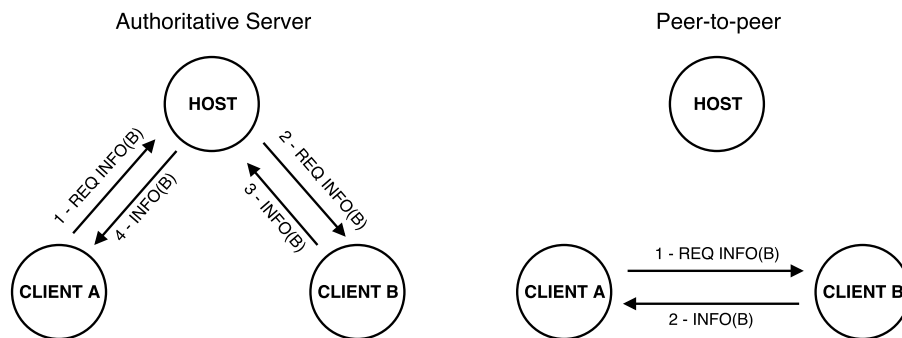 Authoritative Server
HOST
1 - REQ INFO(B)
4 - INFO(B)
2 - REQ INFO(B)
3 - INFO(B)
CLIENT A
CLIENT B
Peer-to-peer
HOST
CLIENT A
1 - REQ INFO(B)
2 - INFO(B)
CLIENT B